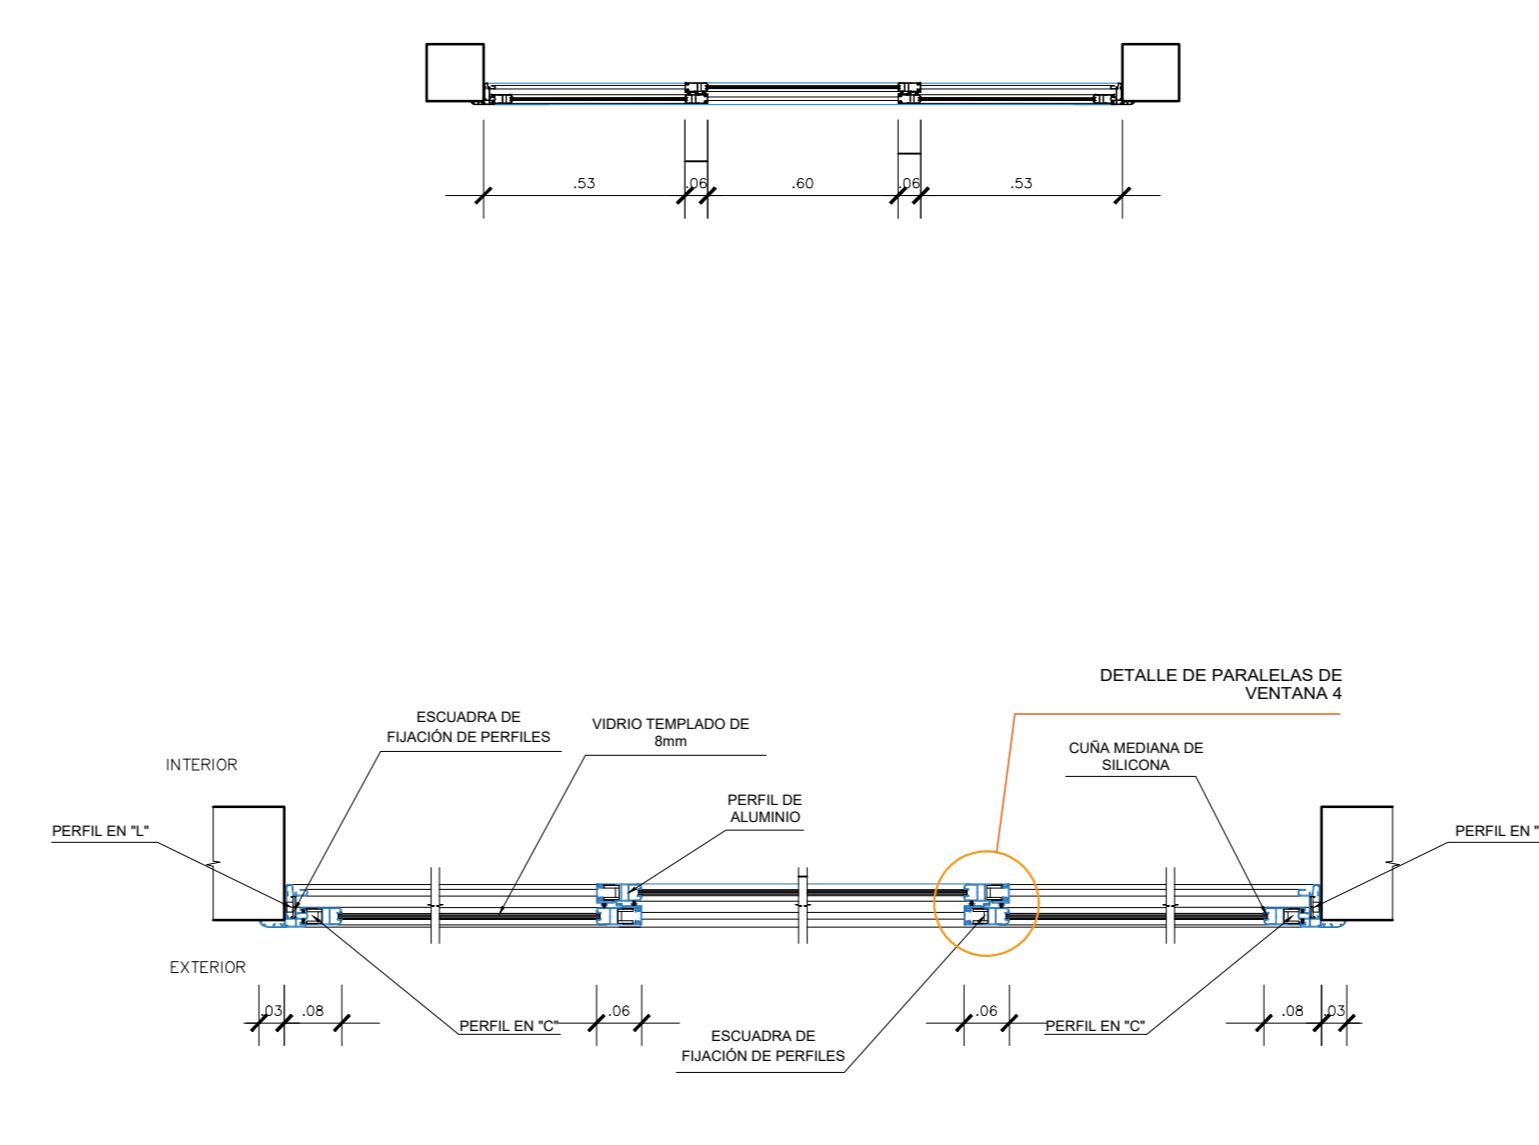 .53
.06
.60
.06
.53
DETALLE DE PARALELAS DE
VENTANA 4
ESCUADRA DE
FIJACIÓN DE PERFILES
VIDRIO TEMPLADO DE
8mm
CUÑA MEDIANA DE
SILICONA
INTERIOR
PERFIL DE
ALUMINIO
PERFIL EN "L"
PERFIL EN "
EXTERIOR
.03
.08
PERFIL EN "C"
.06
.06
PERFIL EN "C"
.08
.03
ESCUADRA DE
FIJACIÓN DE PERFILES